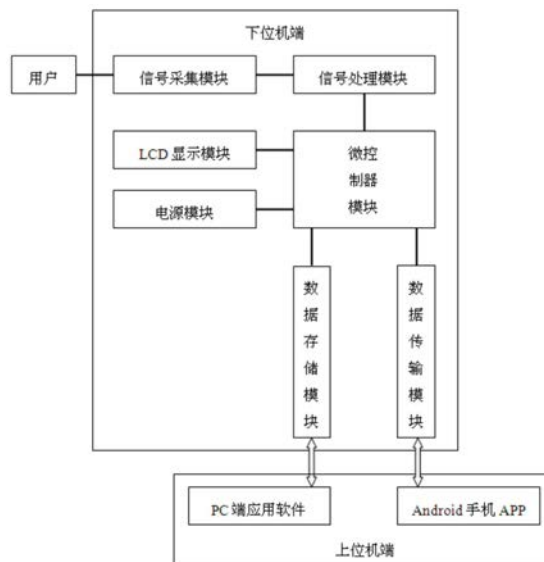 下位机端
用户
信号采集模块
信号处理模块
LCD 显示模块
微控
制器
模块
电源模块
数
据
存
储
模
块
数
据
传
输
模
块
PC 端应用软件
Android 手机 APP
上位机端